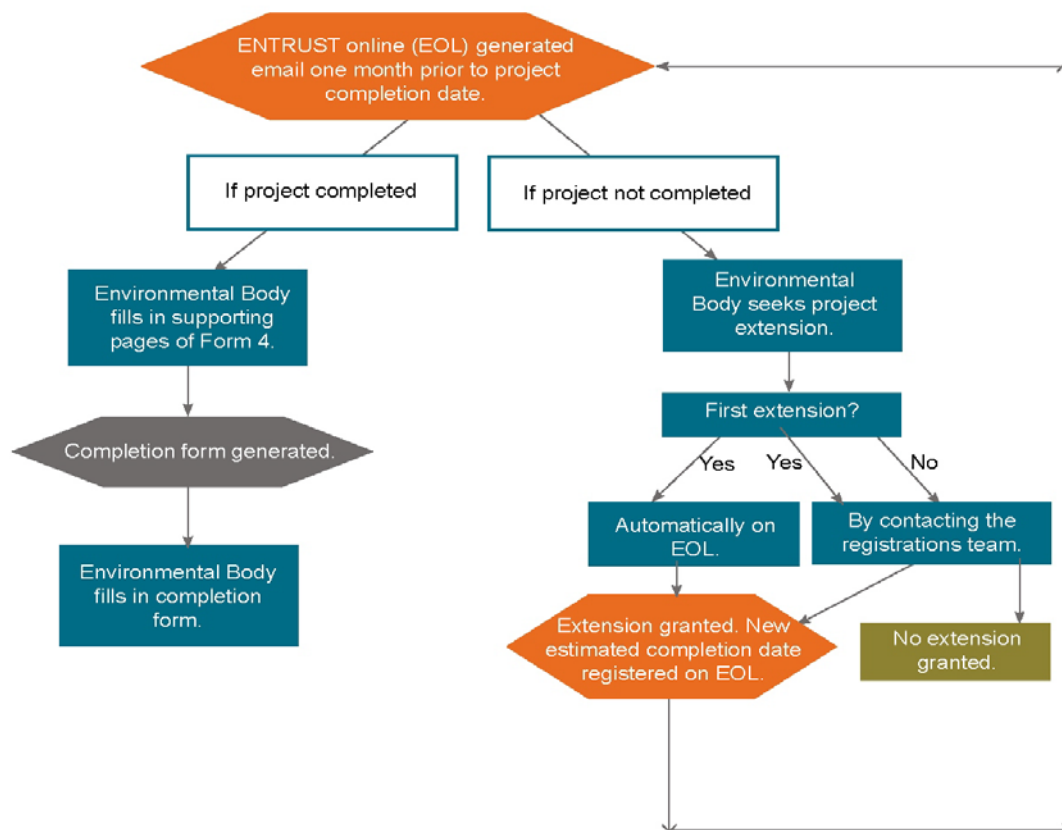 ENTRUST online (EOL) generated
email one month prior to project
completion date.
If project completed
If project not completed
Environmental Body
fills in supporting
pages of Form 4.
Environmental
Body seeks project
extension.
First extension?
Completion form generated.
Yes
Yes
No
Automatically on
EOL.
By contacting the
registrations team.
Environmental Body
fills in completion
form.
Extension granted. New
estimated completion date
registered on EOL.
No extension
granted.